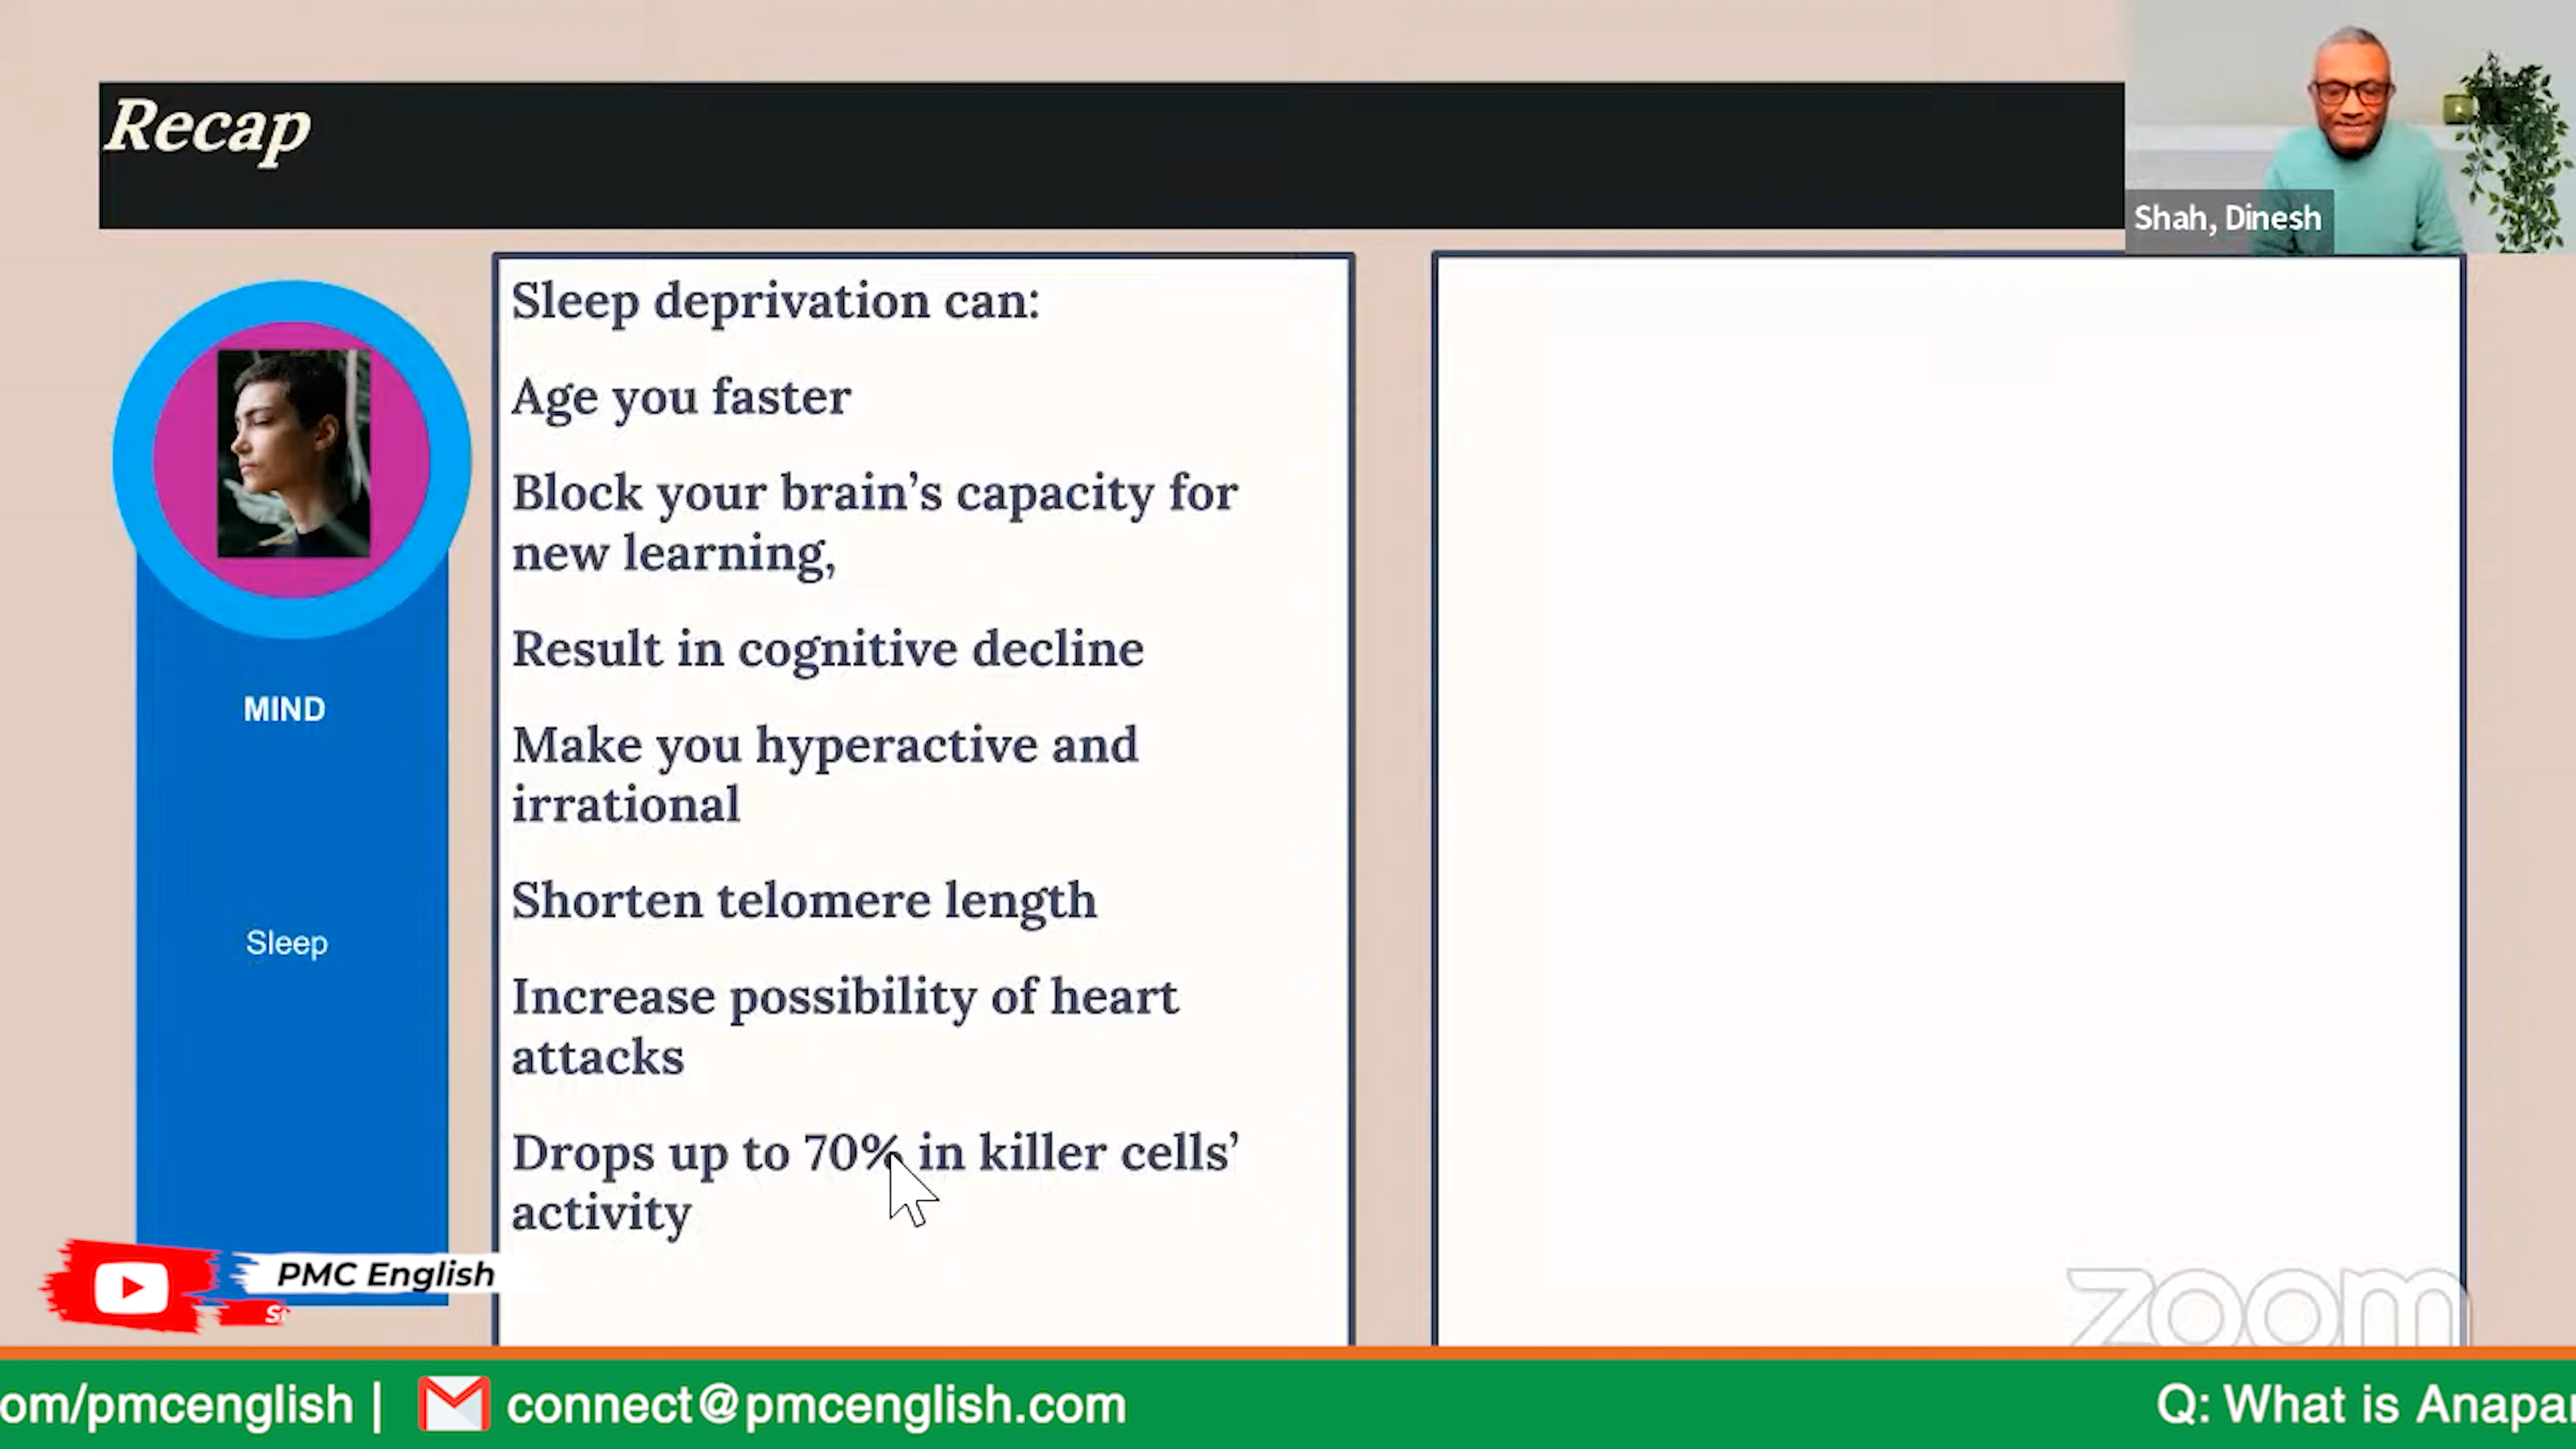 Recap
Shah, Dinesh
Sleep deprivation can:
Age you faster
Block your brain’s capacity for
new learning,
Result in cognitive decline
Make you hyperactive and
irrational
Shorten telomere length
Increase possibility of heart
attacks
Drops up to 70% in killer cells’
activity
MIND
Sleep
PMC English
zoom
om/pmcenglish | connect@pmcenglish.com
Q: What is